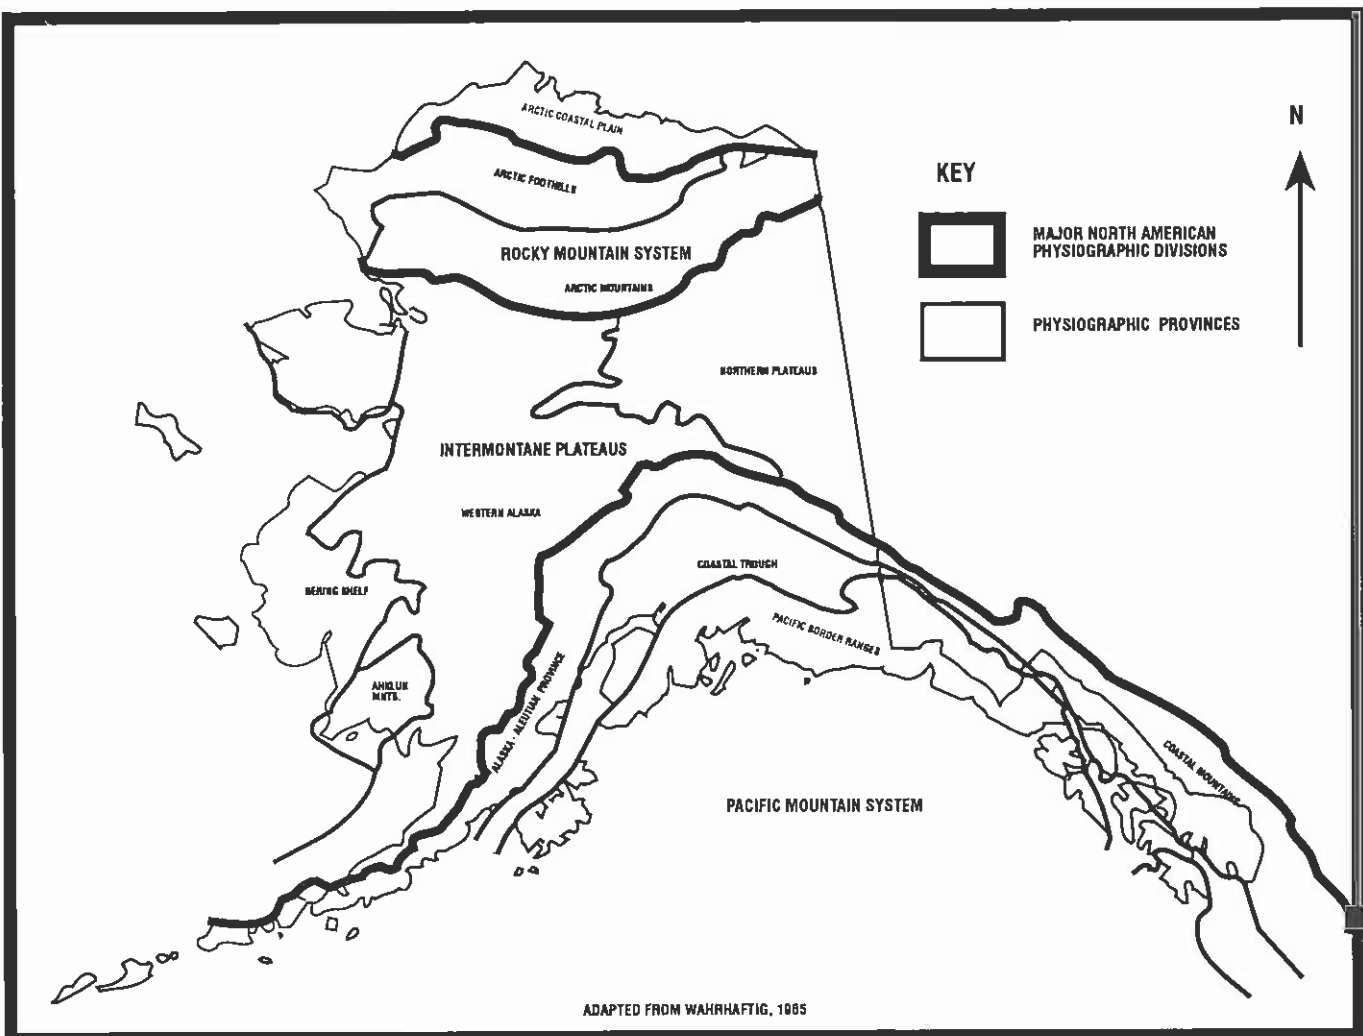 N
ARCTIC COASTAL PLAIN
KEY
ARCTIC FOOTHILLS
MAJOR NORTH AMERICAN
PHYSIOGRAPHIC DIVISIONS
ROCKY MOUNTAIN SYSTEM
ARCTIC MOUNTAINS
PHYSIOGRAPHIC PROVINCES
NORTHERN PLATEAUS
INTERMONTANE PLATEAUS
WESTERN ALASKA
COASTAL TROUGH
BERING SHELF
PACIFIC BORDER RANGES
AHKLUN
MNTS.
ALASKA - ALEUTIAN PROVINCE
COASTAL MOUNTAINS
PACIFIC MOUNTAIN SYSTEM
ADAPTED FROM WAHRHAFTIG, 1965